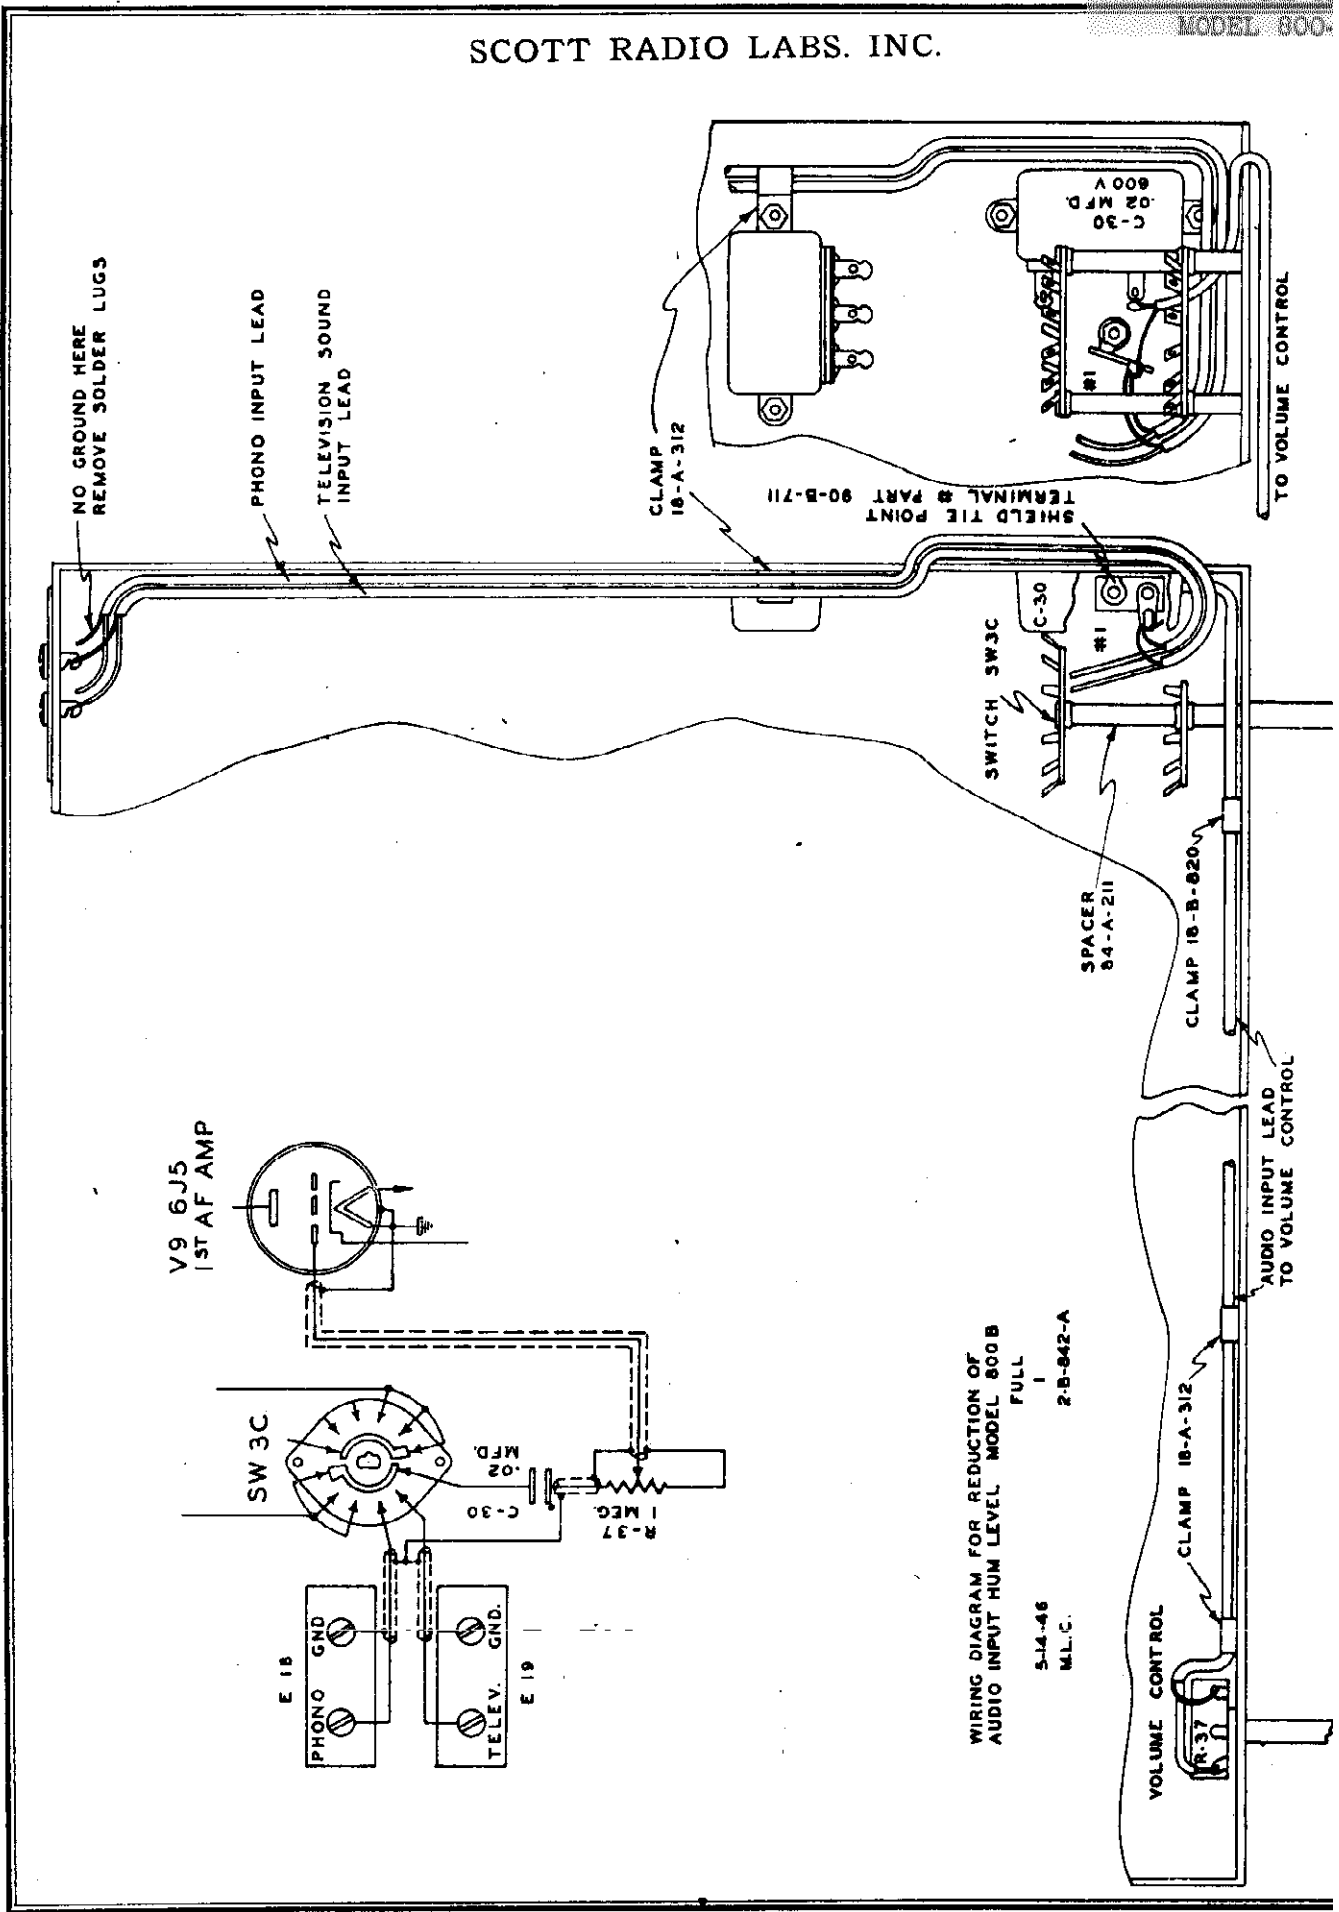 MODEL 800-
SCOTT RADIO LABS. INC.
NO GROUND HERE
REMOVE SOLDER LUGS
PHONO INPUT LEAD
TELEVISION SOUND
INPUT LEAD
CLAMP
18-A-312
SHIELD TIE POINT
TERMINAL # PART 90-B-711
C-30
.02 MFD.
600 V
#1
TO VOLUME CONTROL
C-30
#1
SWITCH SW3C
SPACER
84-A-211
CLAMP 18-B-820
AUDIO INPUT LEAD
TO VOLUME CONTROL
CLAMP 18-A-312
VOLUME CONTROL
R-37
V9 6J5
1ST AF AMP
SW 3C
C-30
.02
MFD.
R-37
1 MEG.
E 18
PHONO GND
TELEV. GND.
E 19
WIRING DIAGRAM FOR REDUCTION OF
AUDIO INPUT HUM LEVEL MODEL 800B
FULL
5-14-46 1
M.L.C. 2-B-842-A